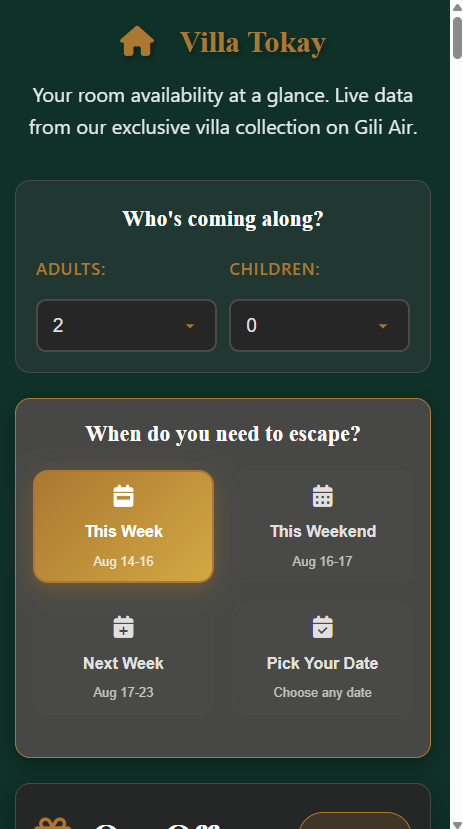 Villa Tokay
Your room availability at a glance. Live data
from our exclusive villa collection on Gili Air.
Who's coming along?
ADULTS:
CHILDREN:
2
0
When do you need to escape?
This Week
Aug 14-16
This Weekend
Aug 16-17
Next Week
Aug 17-23
Pick Your Date
Choose any date